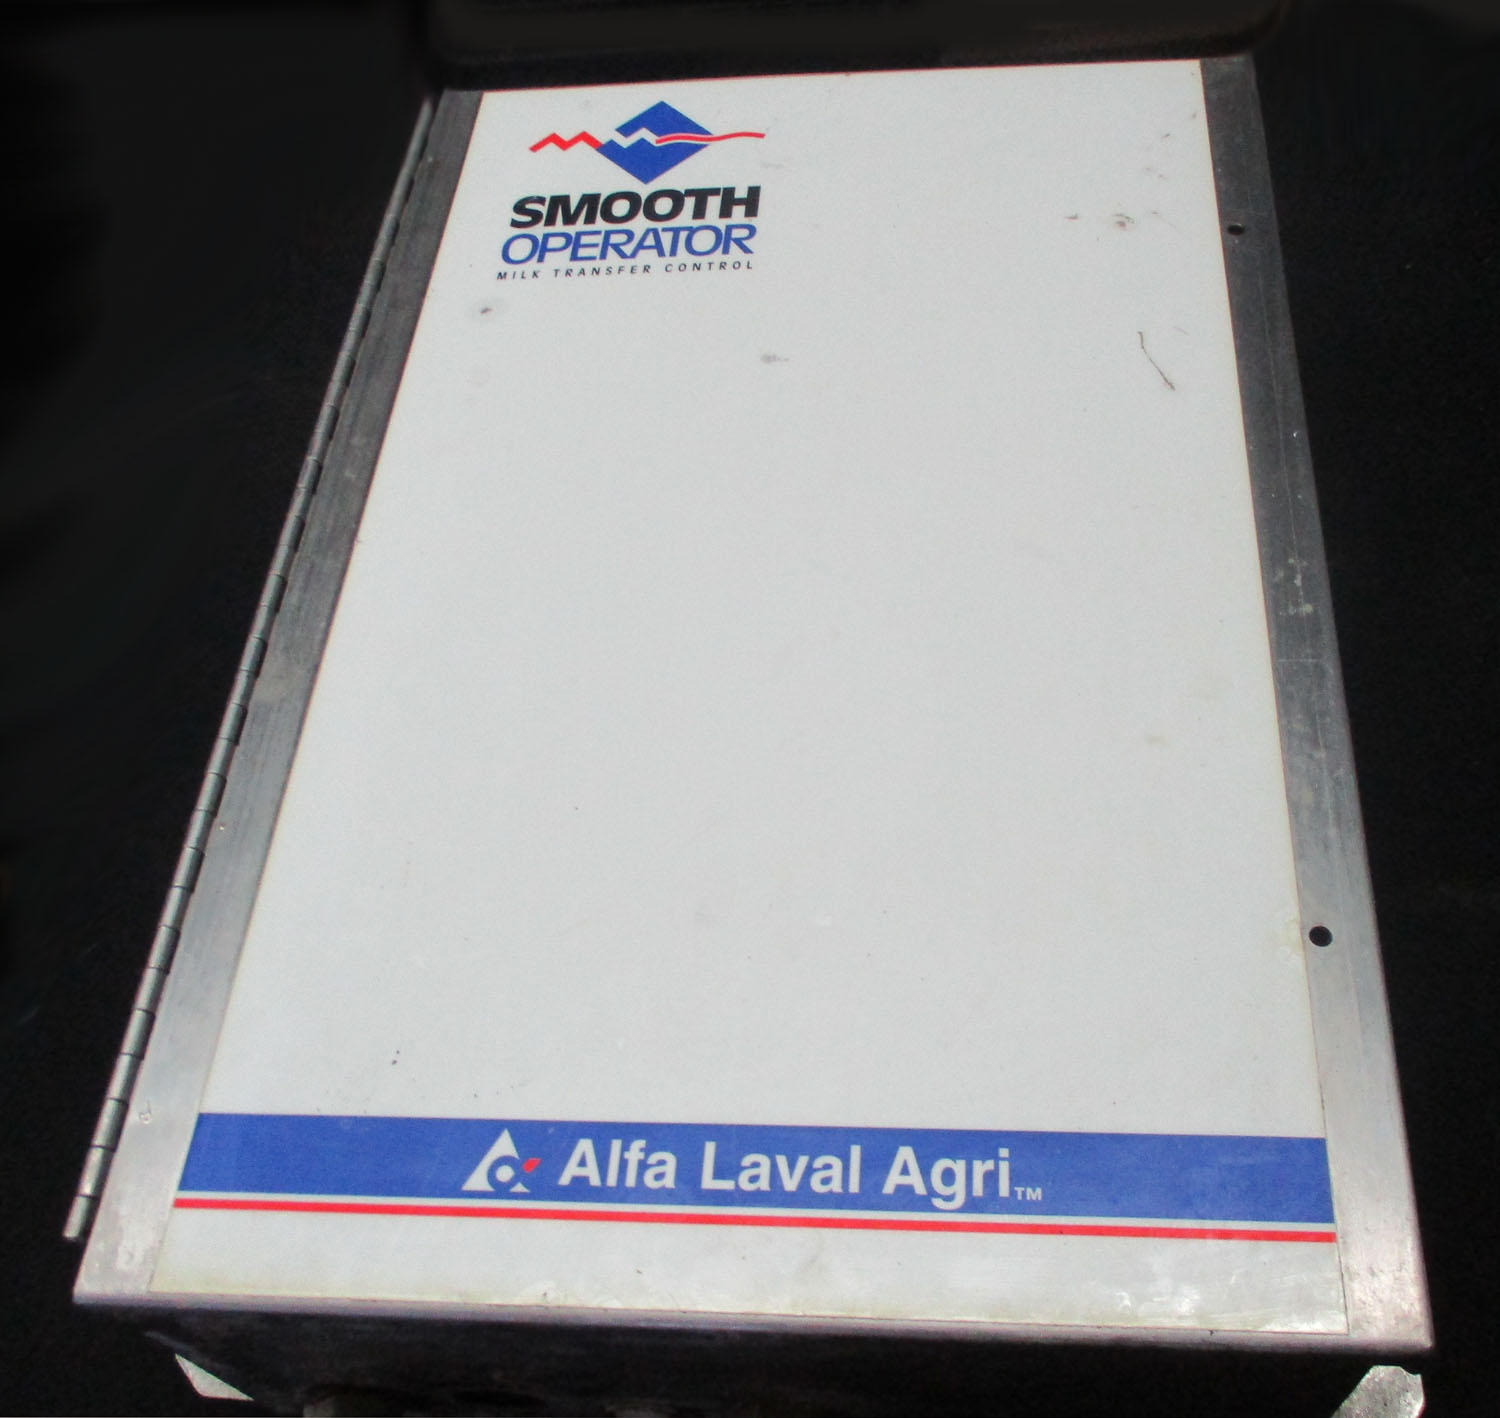 SMOOTH
OPERATOR
MILK TRANSFER CONTROL
Alfa Laval Agri™